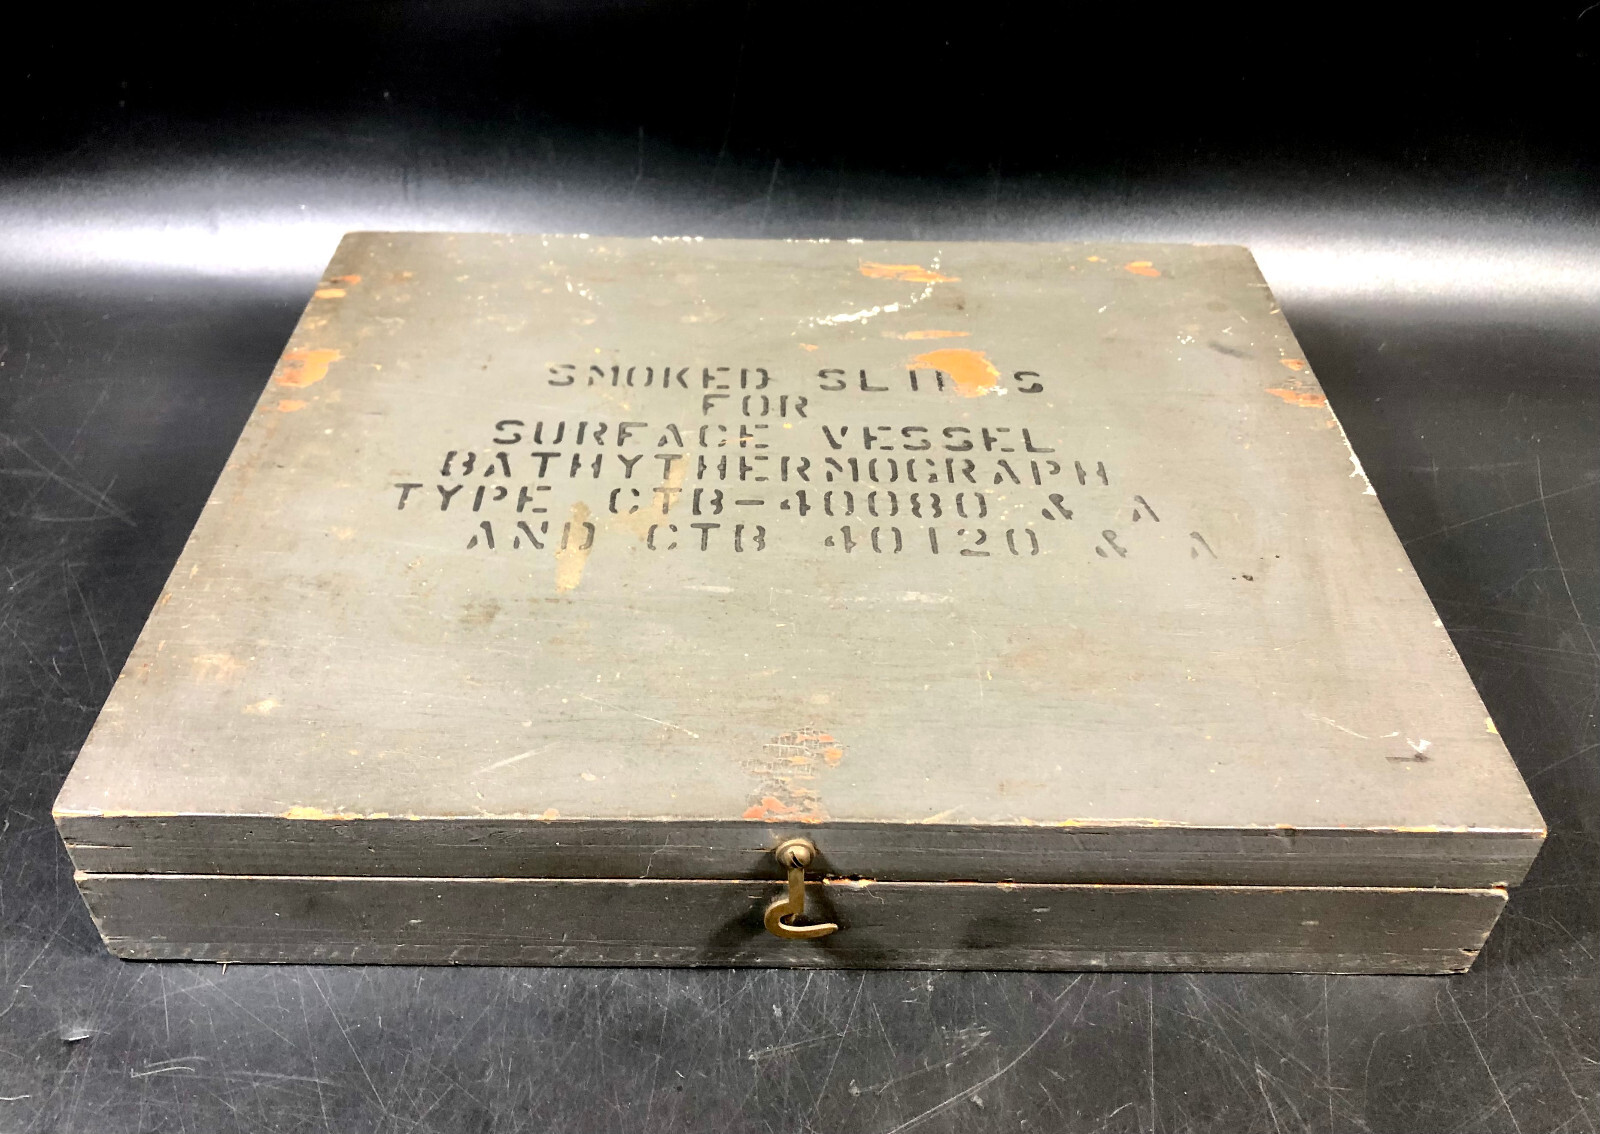 SMOKED SLIDES
FOR
SURFACE VESSEL
BATHYTHERMOGRAPH
TYPE CTB-40080 & A
AND CTB 40120 & A